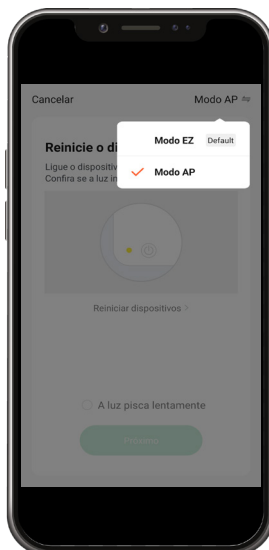 Cancelar
Modo AP
Modo EZ Default
Modo AP
Reinicie o di
Ligue o dispositiv
Confira se a luz in
Reiniciar dispositivos >
A luz pisca lentamente
Próximo